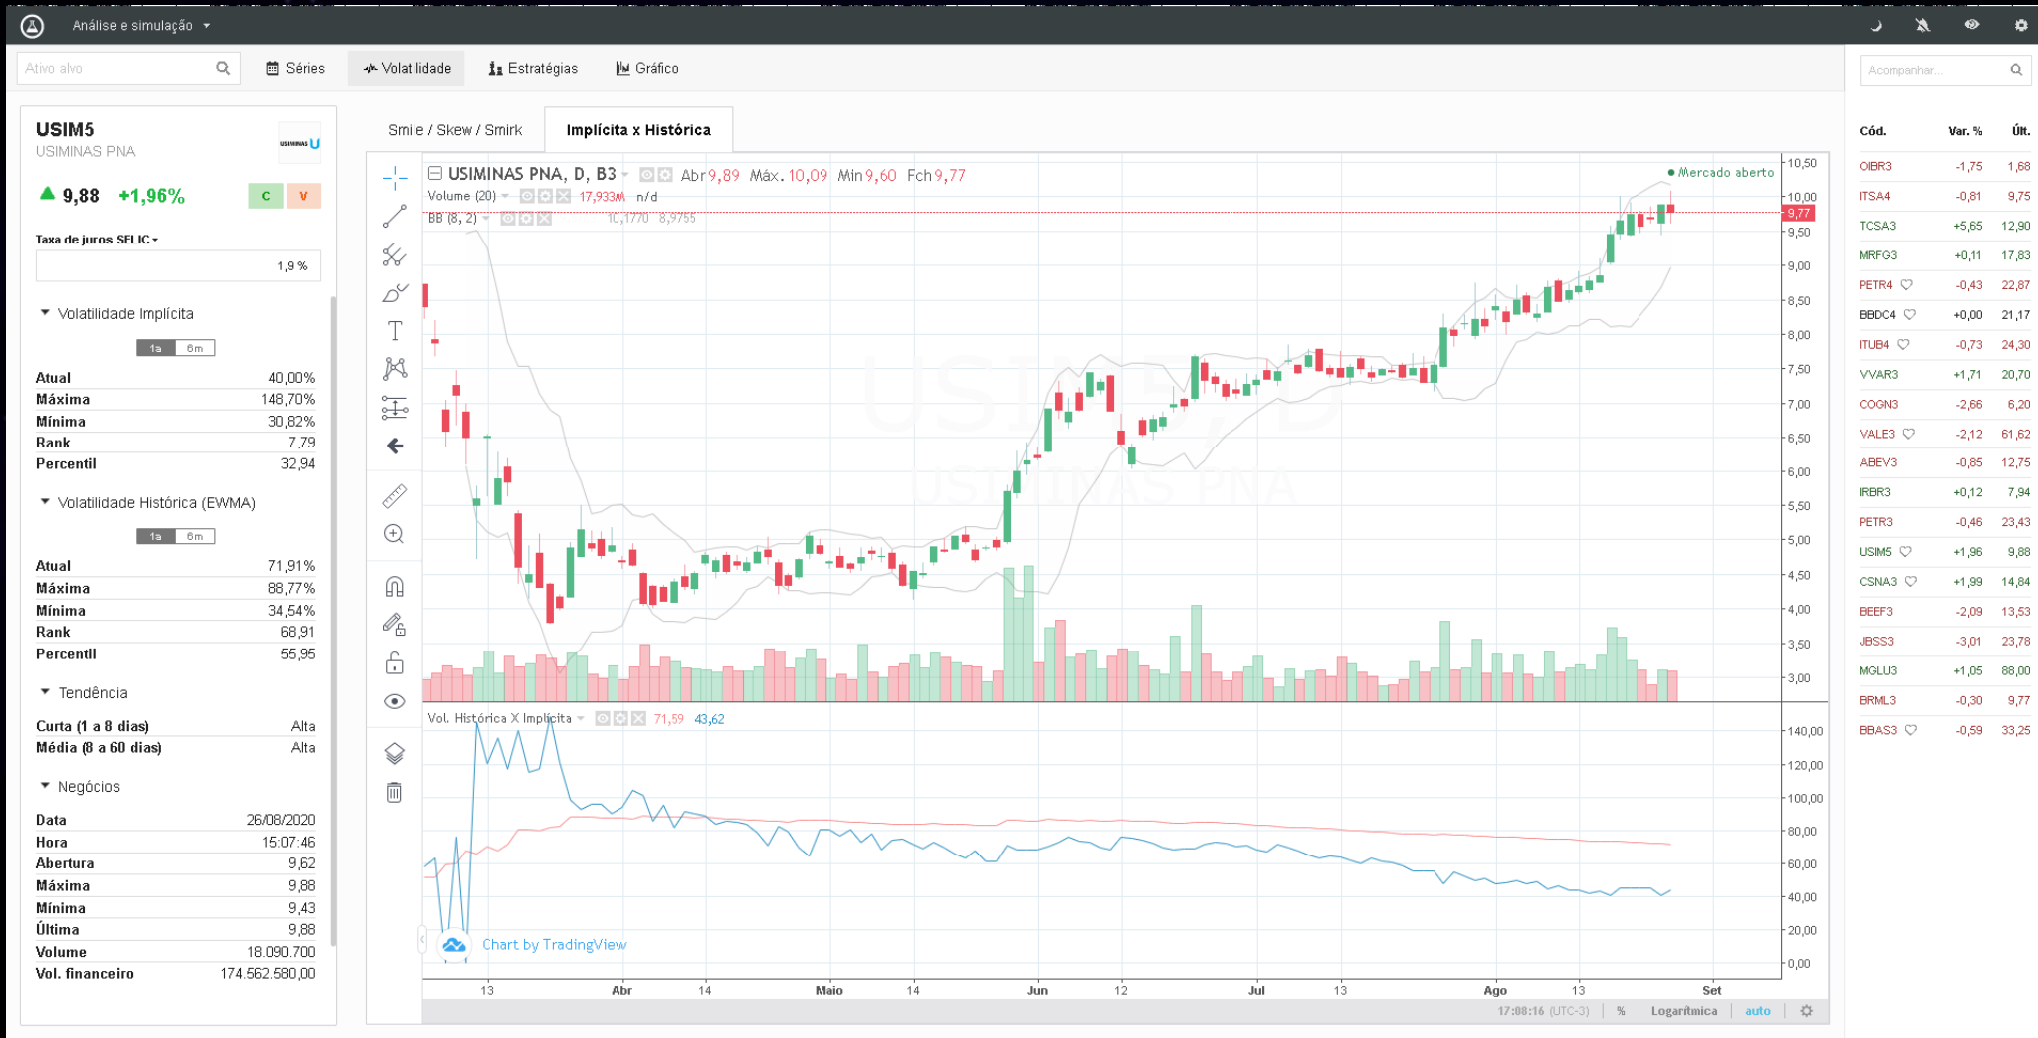 Análise e simulação
Ativo alvo
Séries
Volatilidade
Estratégias
Gráfico
Acompanhar...
USIM5
USIMINAS PNA
USIMINAS U
9,88 +1,96%
C V
Taxa de juros SELIC
1,9 %
Volatilidade Implícita
1a 6m
Atual 40,00%
Máxima 148,70%
Mínima 30,82%
Rank 7,79
Percentil 32,94
Volatilidade Histórica (EWMA)
1a 6m
Atual 71,91%
Máxima 88,77%
Mínima 34,54%
Rank 68,91
Percentil 55,95
Tendência
Curta (1 a 8 dias) Alta
Média (8 a 60 dias) Alta
Negócios
Data 26/08/2020
Hora 15:07:46
Abertura 9,62
Máxima 9,88
Mínima 9,43
Última 9,88
Volume 18.090.700
Vol. financeiro 174.562.580,00
Smile / Skew / Smirk
Implícita x Histórica
USIMINAS PNA, D, B3 Abr 9,89 Máx. 10,09 Mín 9,60 Fch 9,77
Mercado aberto
Volume (20) 17,933M n/d
BB (8, 2) 10,1770 8,9755
USIM5, D
USIMINAS PNA
10,50
10,00
9,77
9,50
9,00
8,50
8,00
7,50
7,00
6,50
6,00
5,50
5,00
4,50
4,00
3,50
3,00
Vol. Histórica X Implícita 71,59 43,62
140,00
120,00
100,00
80,00
60,00
40,00
20,00
0,00
Chart by TradingView
13 Abr 14 Maio 14 Jun 12 Jul 13 Ago 13 Set
17:08:16 (UTC-3) % Logarítmica auto
Cód. Var. % Últ.
OIBR3 -1,75 1,68
ITSA4 -0,81 9,75
TCSA3 +5,65 12,90
MRFG3 +0,11 17,83
PETR4 -0,43 22,87
BBDC4 +0,00 21,17
ITUB4 -0,73 24,30
VVAR3 +1,71 20,70
COGN3 -2,66 6,20
VALE3 -2,12 61,62
ABEV3 -0,85 12,75
IRBR3 +0,12 7,94
PETR3 -0,46 23,43
USIM5 +1,96 9,88
CSNA3 +1,99 14,84
BEEF3 -2,09 13,53
JBSS3 -3,01 23,78
MGLU3 +1,05 88,00
BRML3 -0,30 9,77
BBAS3 -0,59 33,25